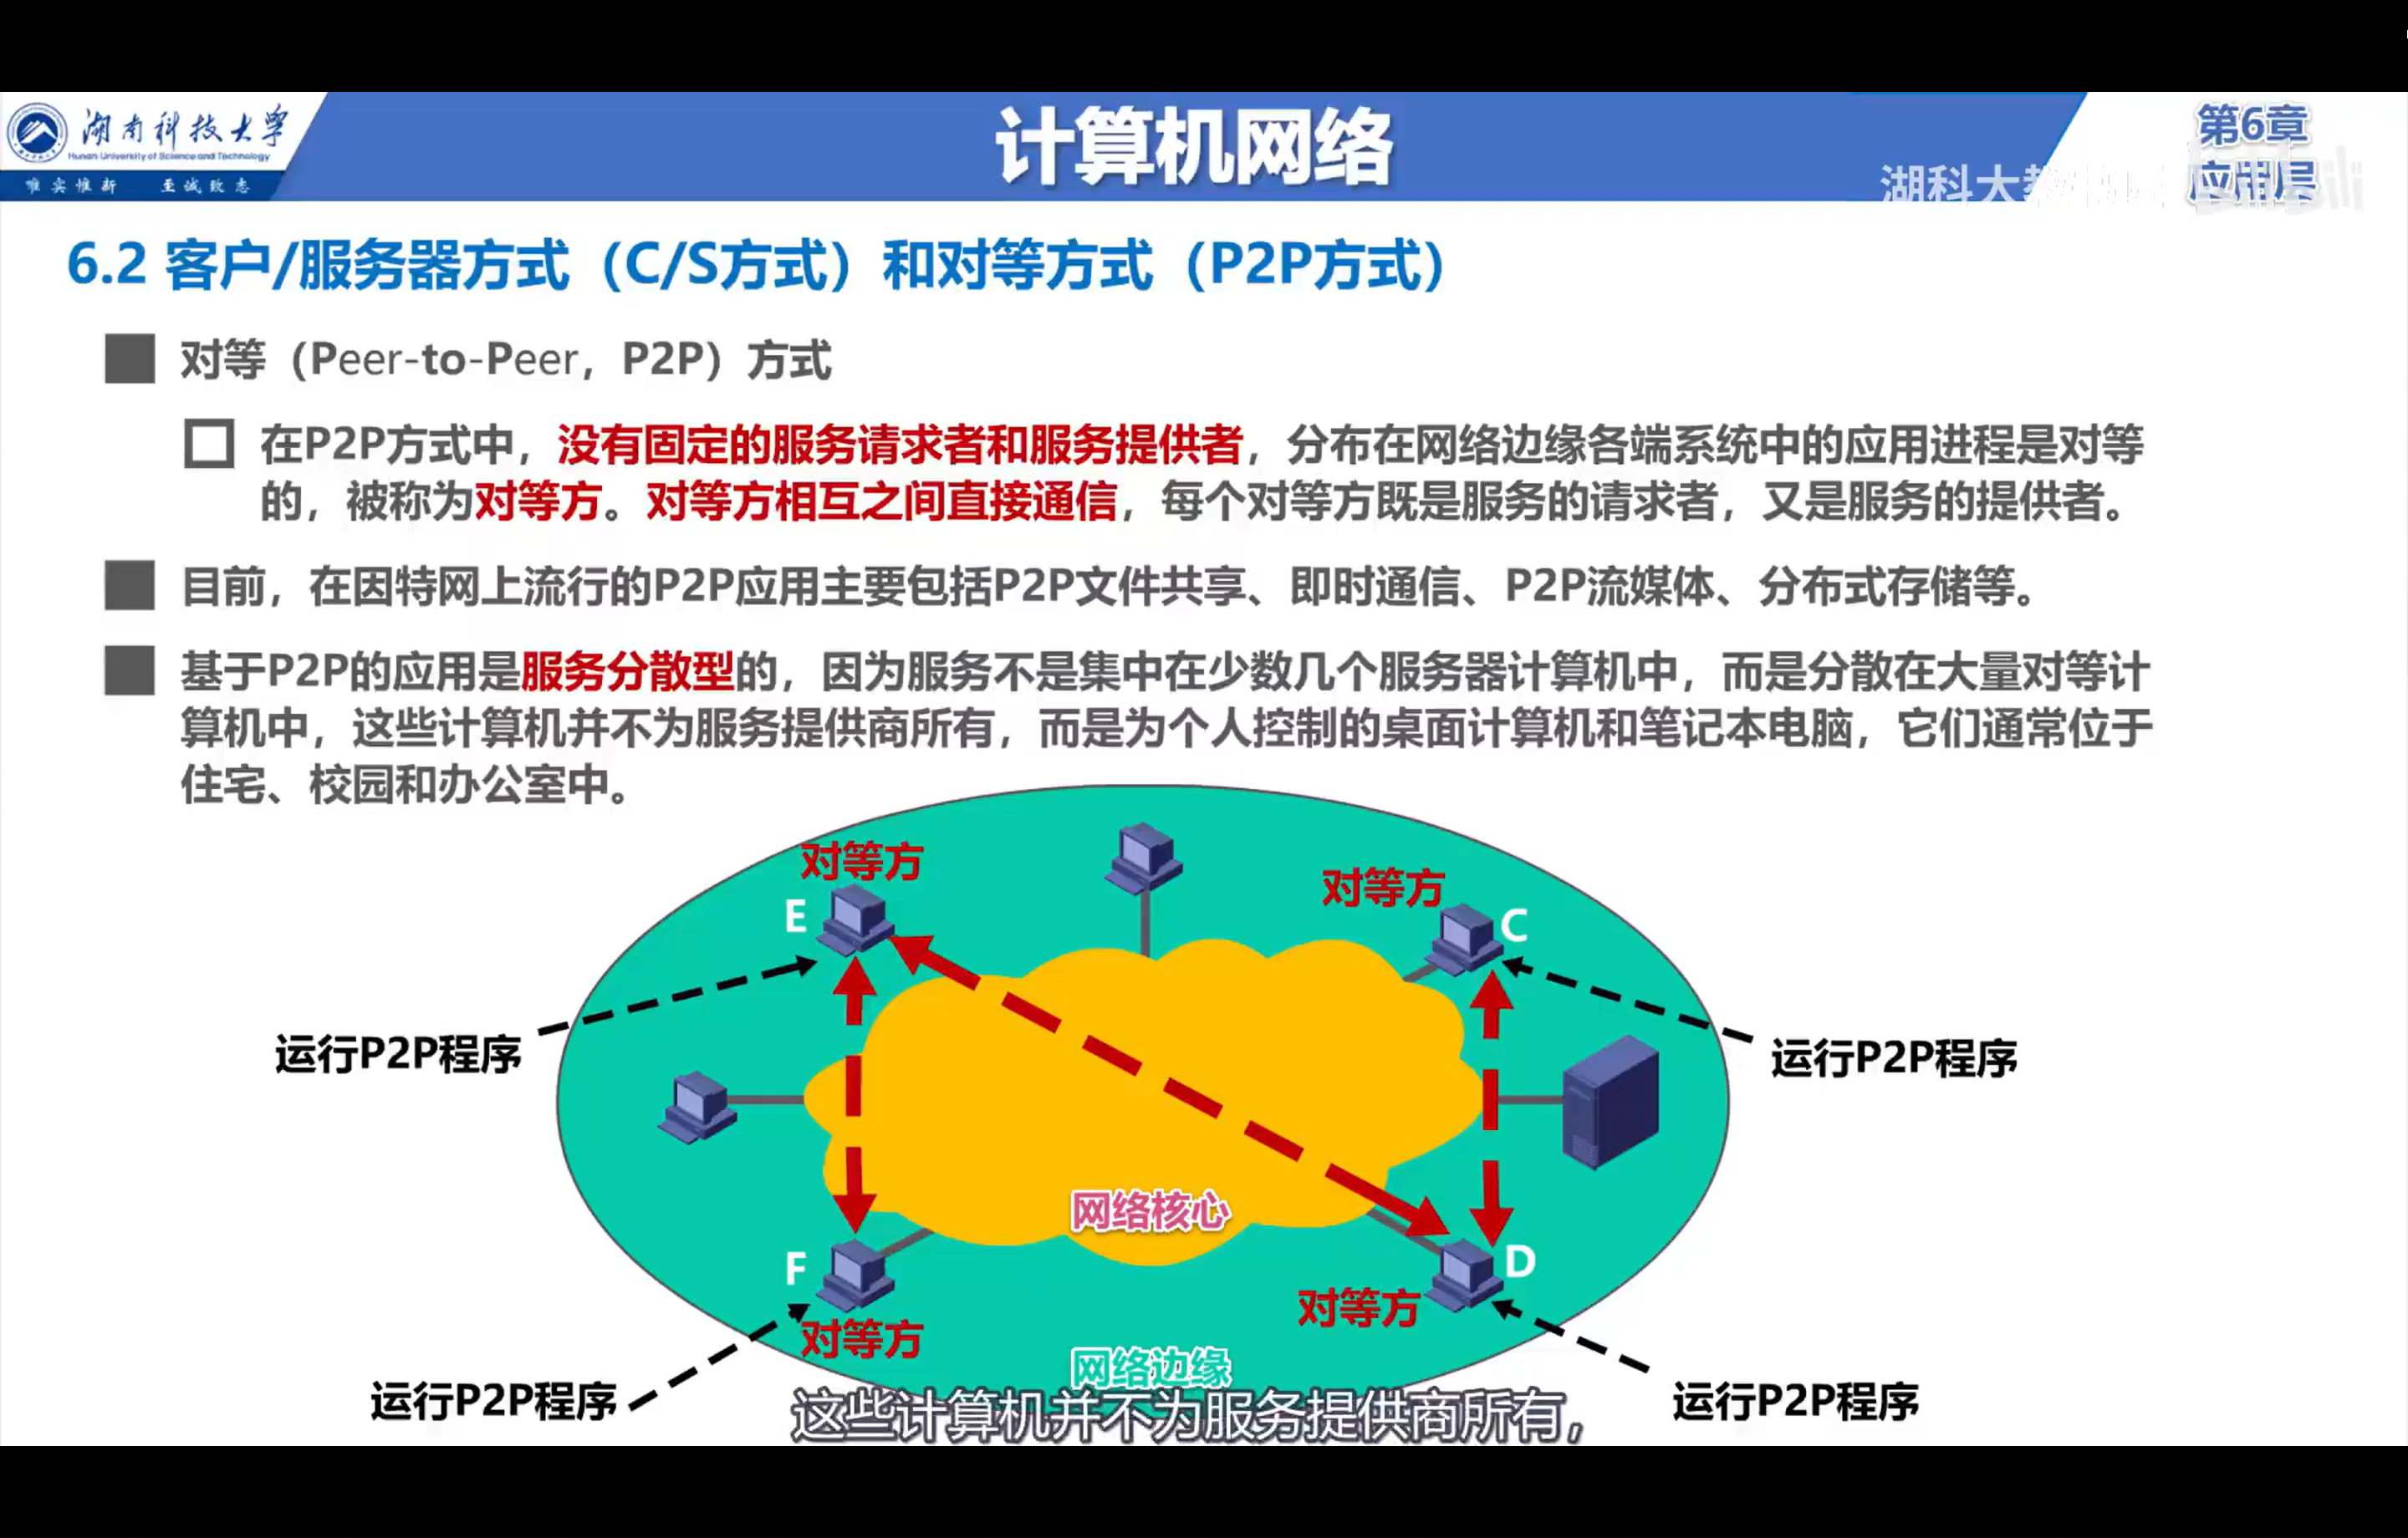 湖南科技大学
Hunan University of Science and Technology
唯实惟新 至诚致志
计算机网络
第6章
应用层
6.2 客户/服务器方式（C/S方式）和对等方式（P2P方式）
对等（Peer-to-Peer，P2P）方式
在P2P方式中，没有固定的服务请求者和服务提供者，分布在网络边缘各端系统中的应用进程是对等
的，被称为对等方。对等方相互之间直接通信，每个对等方既是服务的请求者，又是服务的提供者。
目前，在因特网上流行的P2P应用主要包括P2P文件共享、即时通信、P2P流媒体、分布式存储等。
基于P2P的应用是服务分散型的，因为服务不是集中在少数几个服务器计算机中，而是分散在大量对等计
算机中，这些计算机并不为服务提供商所有，而是为个人控制的桌面计算机和笔记本电脑，它们通常位于
住宅、校园和办公室中。
对等方
E
对等方
C
运行P2P程序
运行P2P程序
网络核心
F
对等方
D
对等方
网络边缘
运行P2P程序
运行P2P程序
这些计算机并不为服务提供商所有，